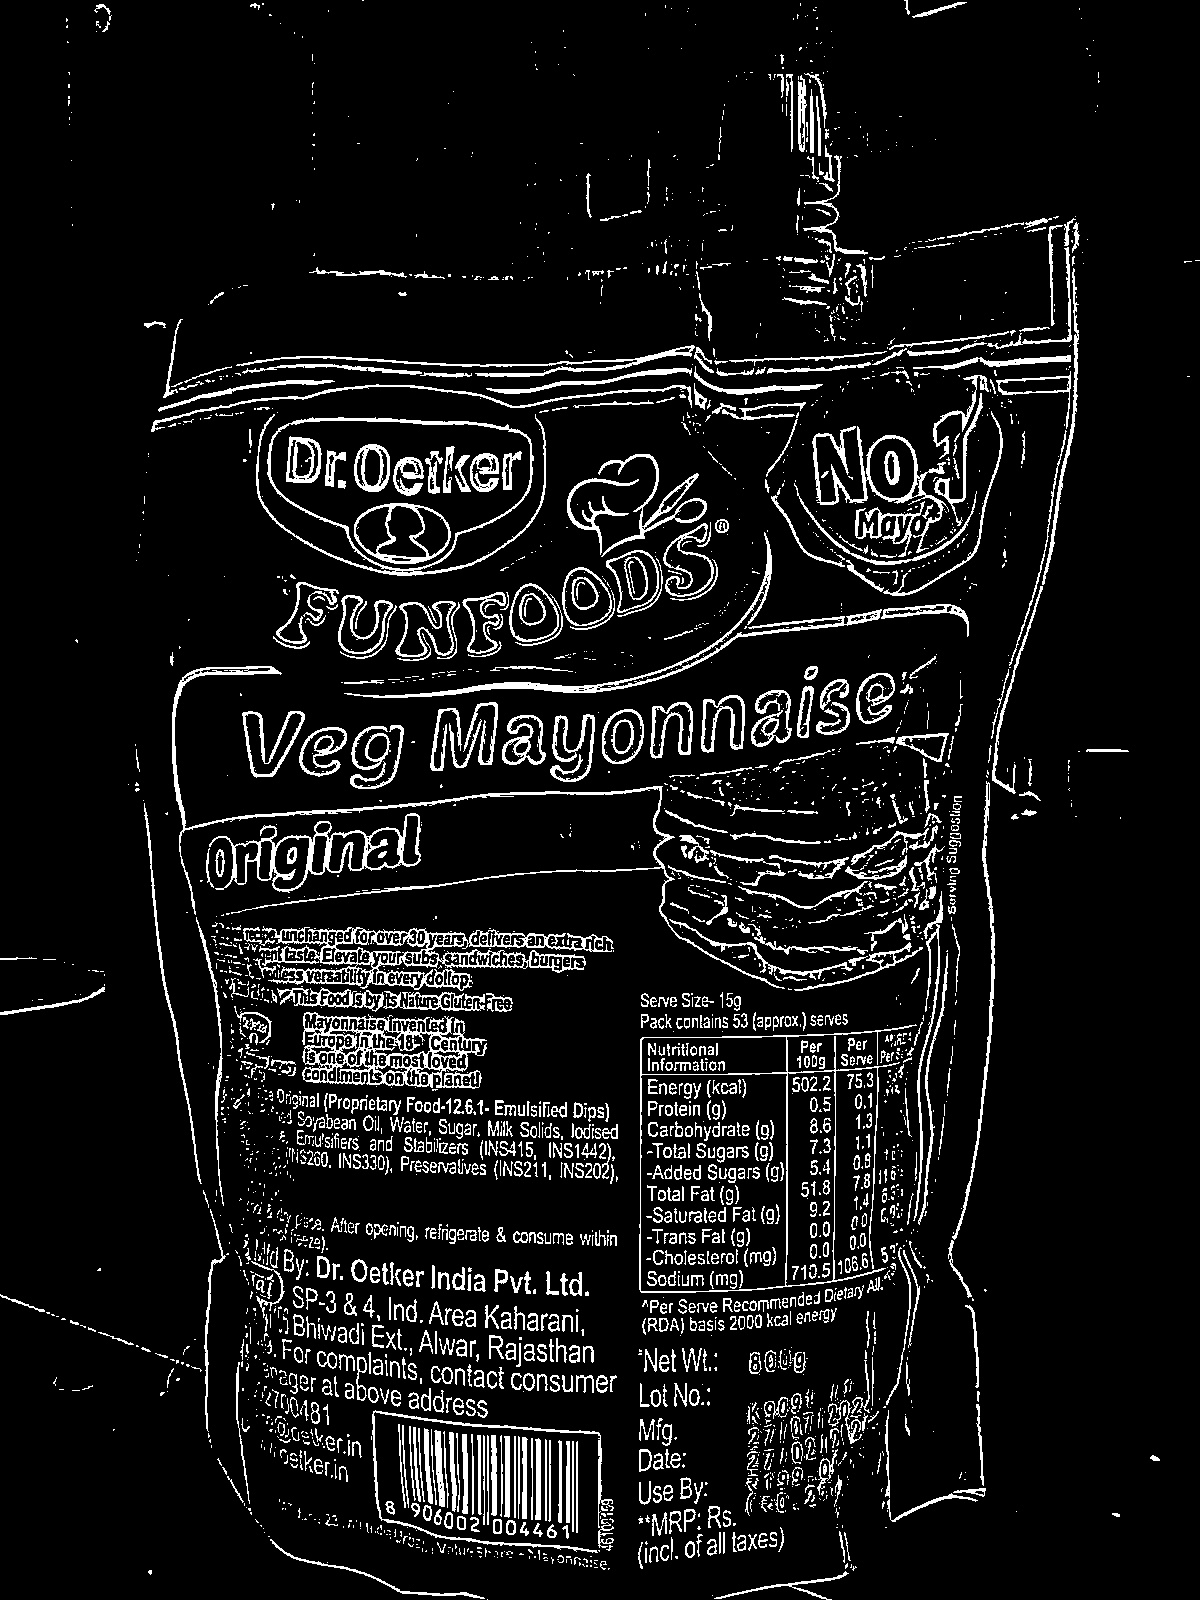 Dr. Oetker
No.1
Mayo
FUNFOODS®
Veg Mayonnaise
Original
Serving Suggestion
recipe, unchanged for over 30 years, delivers an extra rich
taste. Elevate your subs, sandwiches, burgers
versatility in every dollop.
This Food is by its Nature Gluten-Free
Mayonnaise invented in
Europe in the 18th Century
is one of the most loved
condiments on the planet!
Original (Proprietary Food-12.6.1- Emulsified Dips)
Soyabean Oil, Water, Sugar, Milk Solids, Iodised
Emulsifiers and Stabilizers (INS415, INS1442),
INS260, INS330), Preservatives (INS211, INS202),
& dry place. After opening, refrigerate & consume within
Mfd By: Dr. Oetker India Pvt. Ltd.
SP-3 & 4, Ind. Area Kaharani,
Bhiwadi Ext., Alwar, Rajasthan
For complaints, contact consumer
at above address
2700481
@oetker.in
oetker.in
8 906002 004461
Value Share - Mayonnaise.
Serve Size- 15g
Pack contains 53 (approx.) serves
Nutritional Information Per 100g Per Serve
Energy (kcal) 502.2 75.3
Protein (g) 0.5 0.1
Carbohydrate (g) 8.6 1.3
-Total Sugars (g) 7.3 1.1
-Added Sugars (g) 5.4 0.8
Total Fat (g) 51.8 7.8
-Saturated Fat (g) 9.2 1.4
-Trans Fat (g) 0.0 0.0
-Cholesterol (mg) 0.0 0.0
Sodium (mg) 710.5 106.6
^Per Serve Recommended Dietary All.
(RDA) basis 2000 kcal energy
*Net Wt.: 800g
Lot No.:
Mfg.
Date:
Use By:
**MRP: Rs.
(incl. of all taxes)